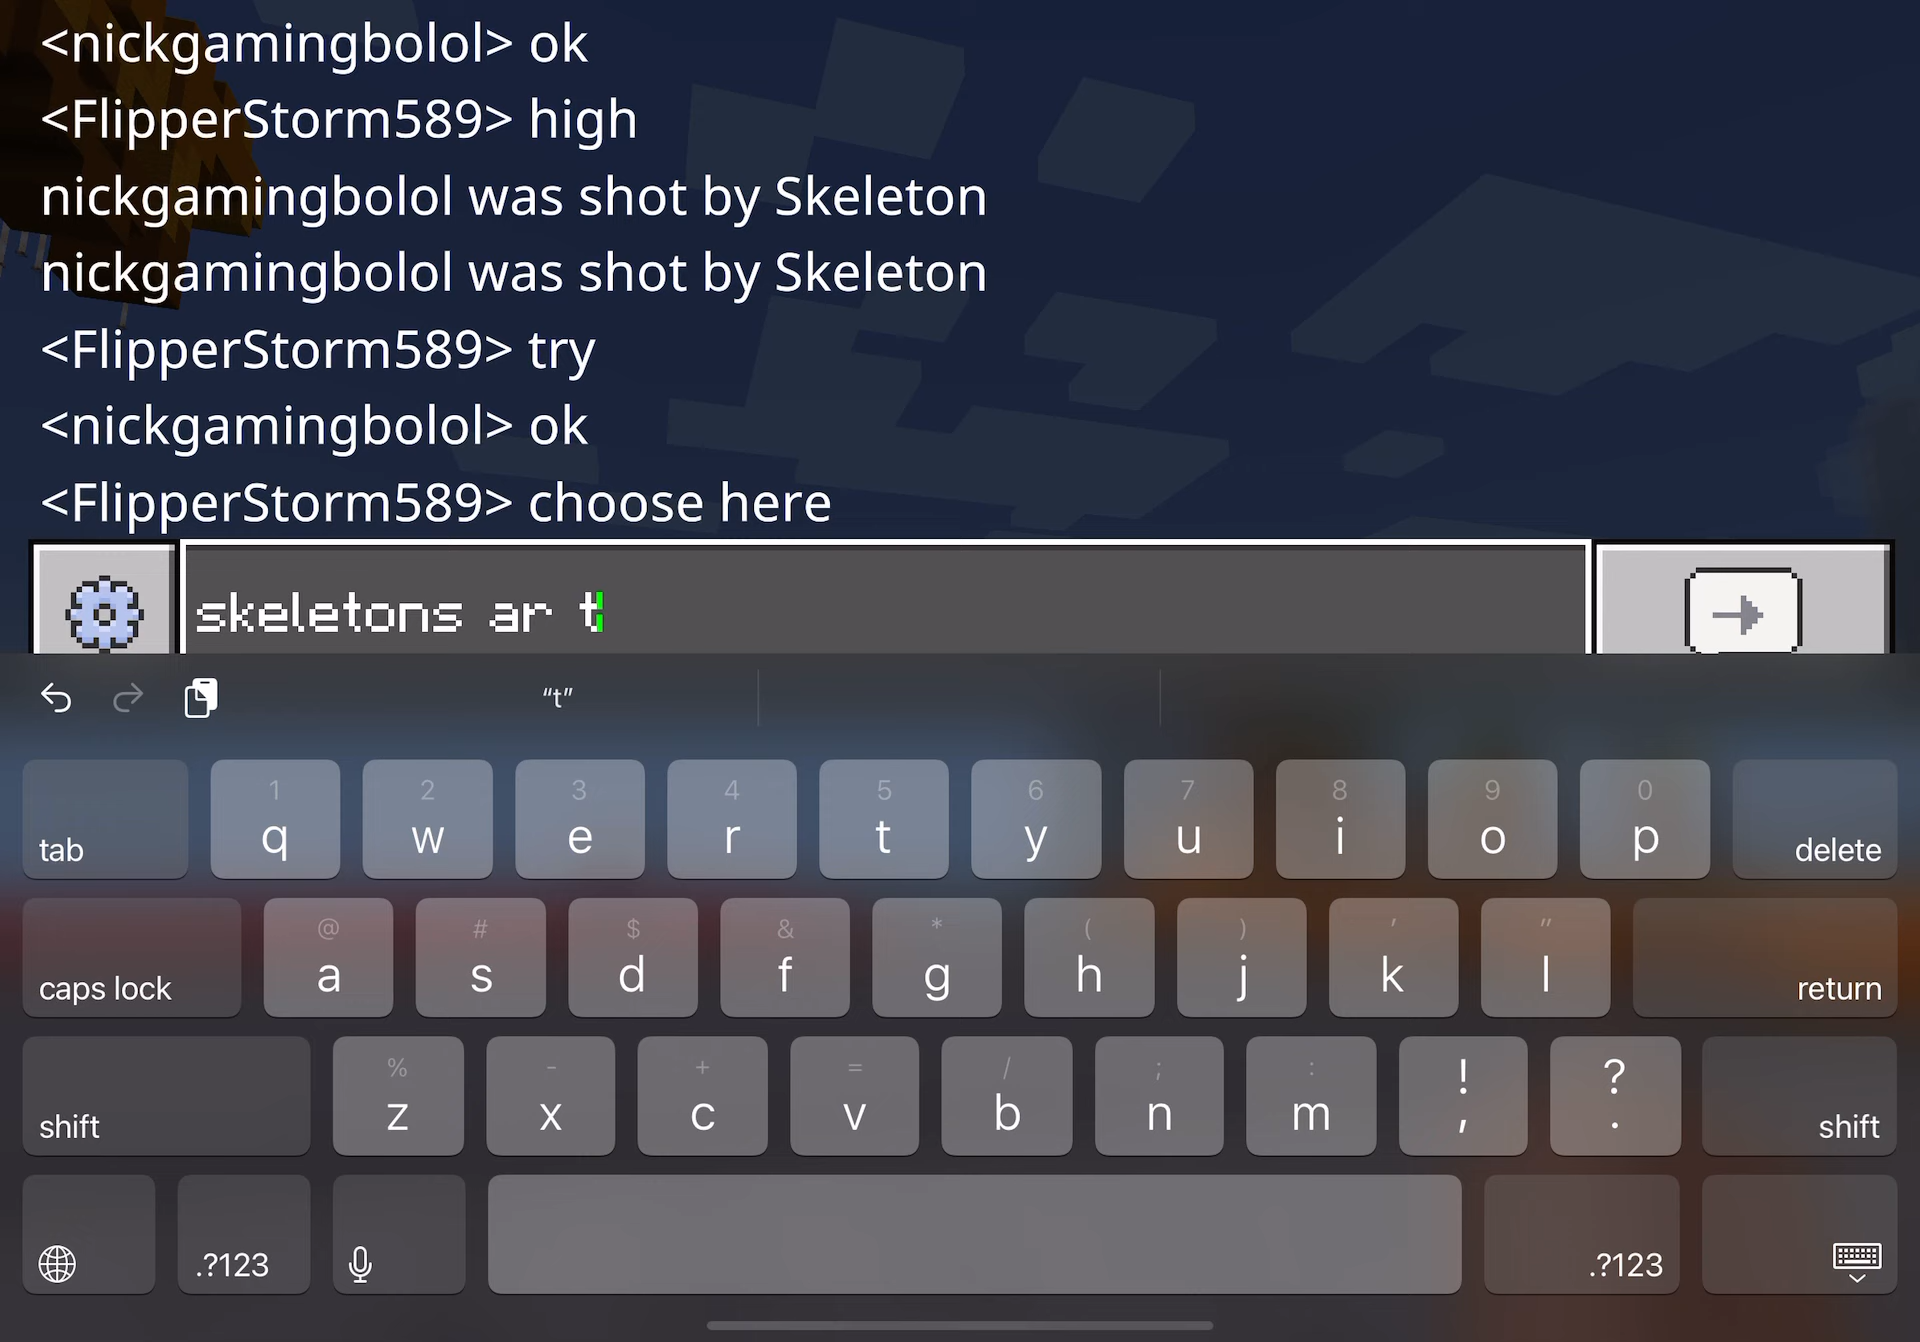 <nickgamingbolol> ok
<FlipperStorm589> high
nickgamingbolol was shot by Skeleton
nickgamingbolol was shot by Skeleton
<FlipperStorm589> try
<nickgamingbolol> ok
<FlipperStorm589> choose here
skeletons ar t
“t”
1 2 3 4 5 6 7 8 9 0
tab q w e r t y u i o p delete
@ # $ & * ( ) ' "
caps lock a s d f g h j k l return
% - + = / ; : ! ?
shift z x c v b n m , . shift
.?123 .?123